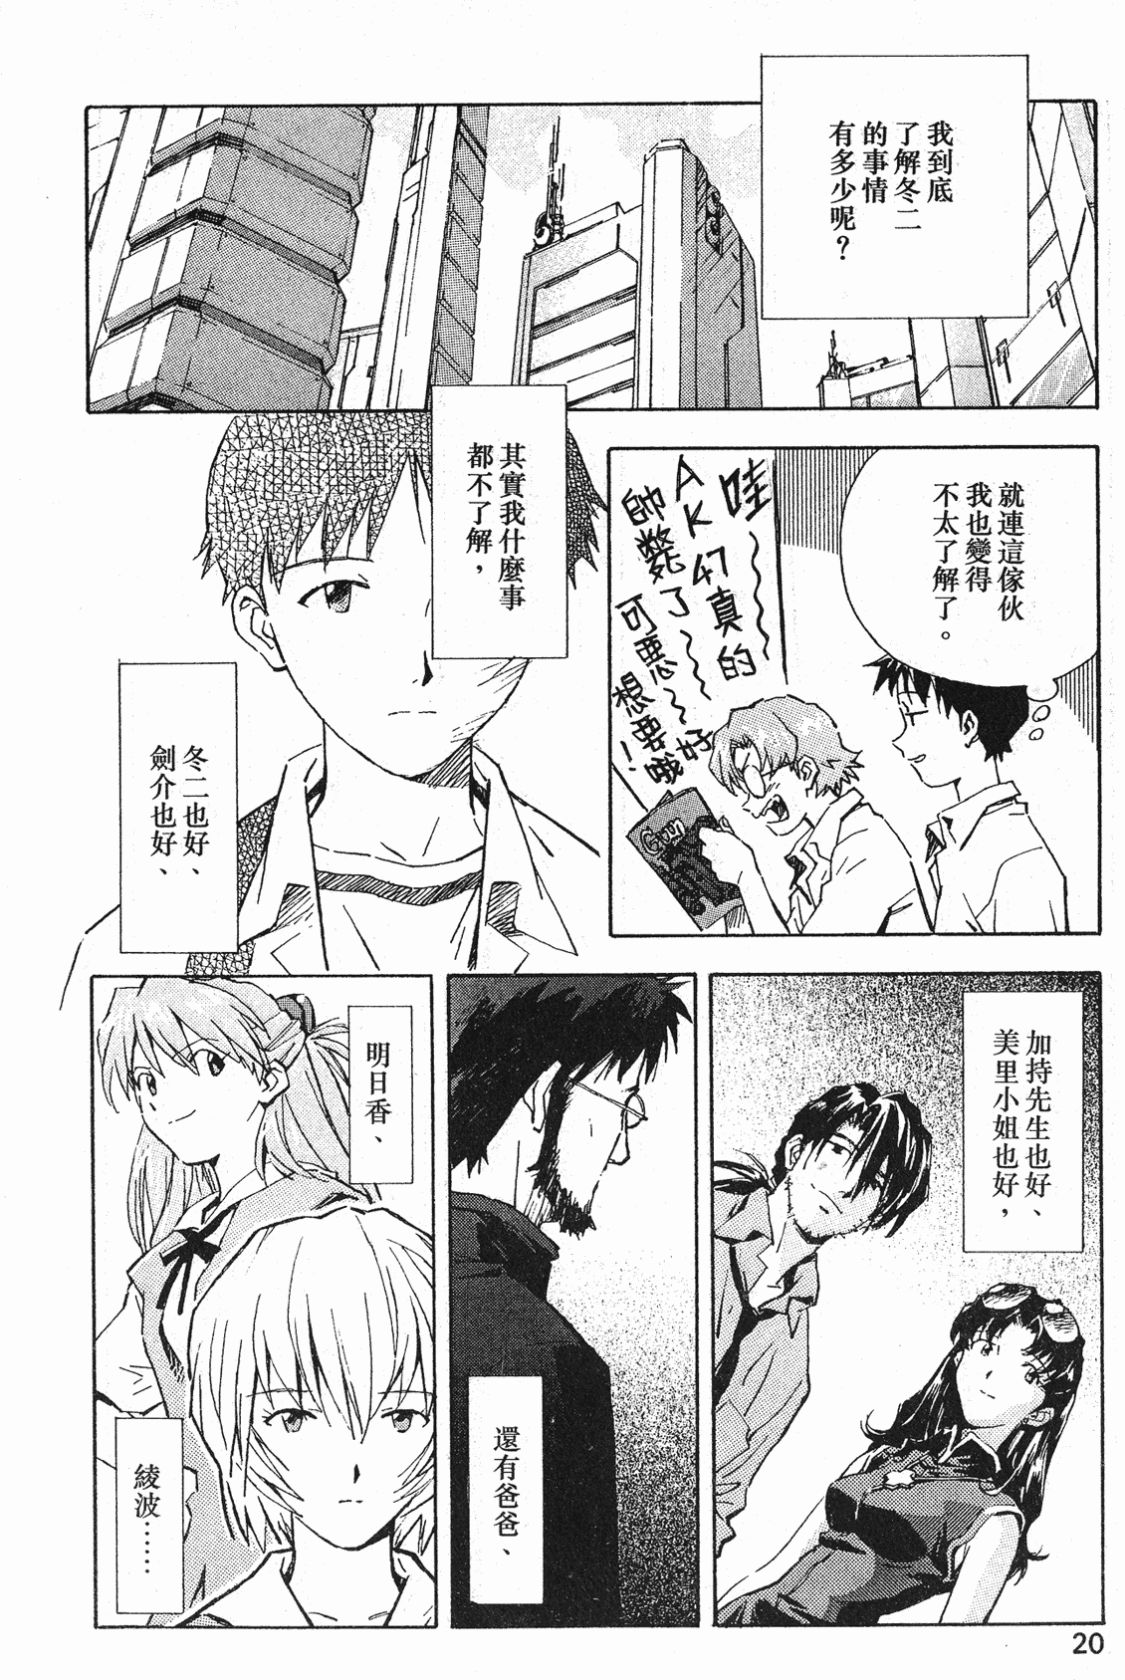 我到底
了解冬二
的事情
有多少呢？
就連這傢伙
我也變得
不太了解了。
哇～～
AK47真的
帥斃了～～
可惡～～好
想要哦！
Gun
其實我什麼事
都不了解，
冬二也好、
劍介也好、
加持先生也好、
美里小姐也好，
還有爸爸、
明日香、
綾波……
20